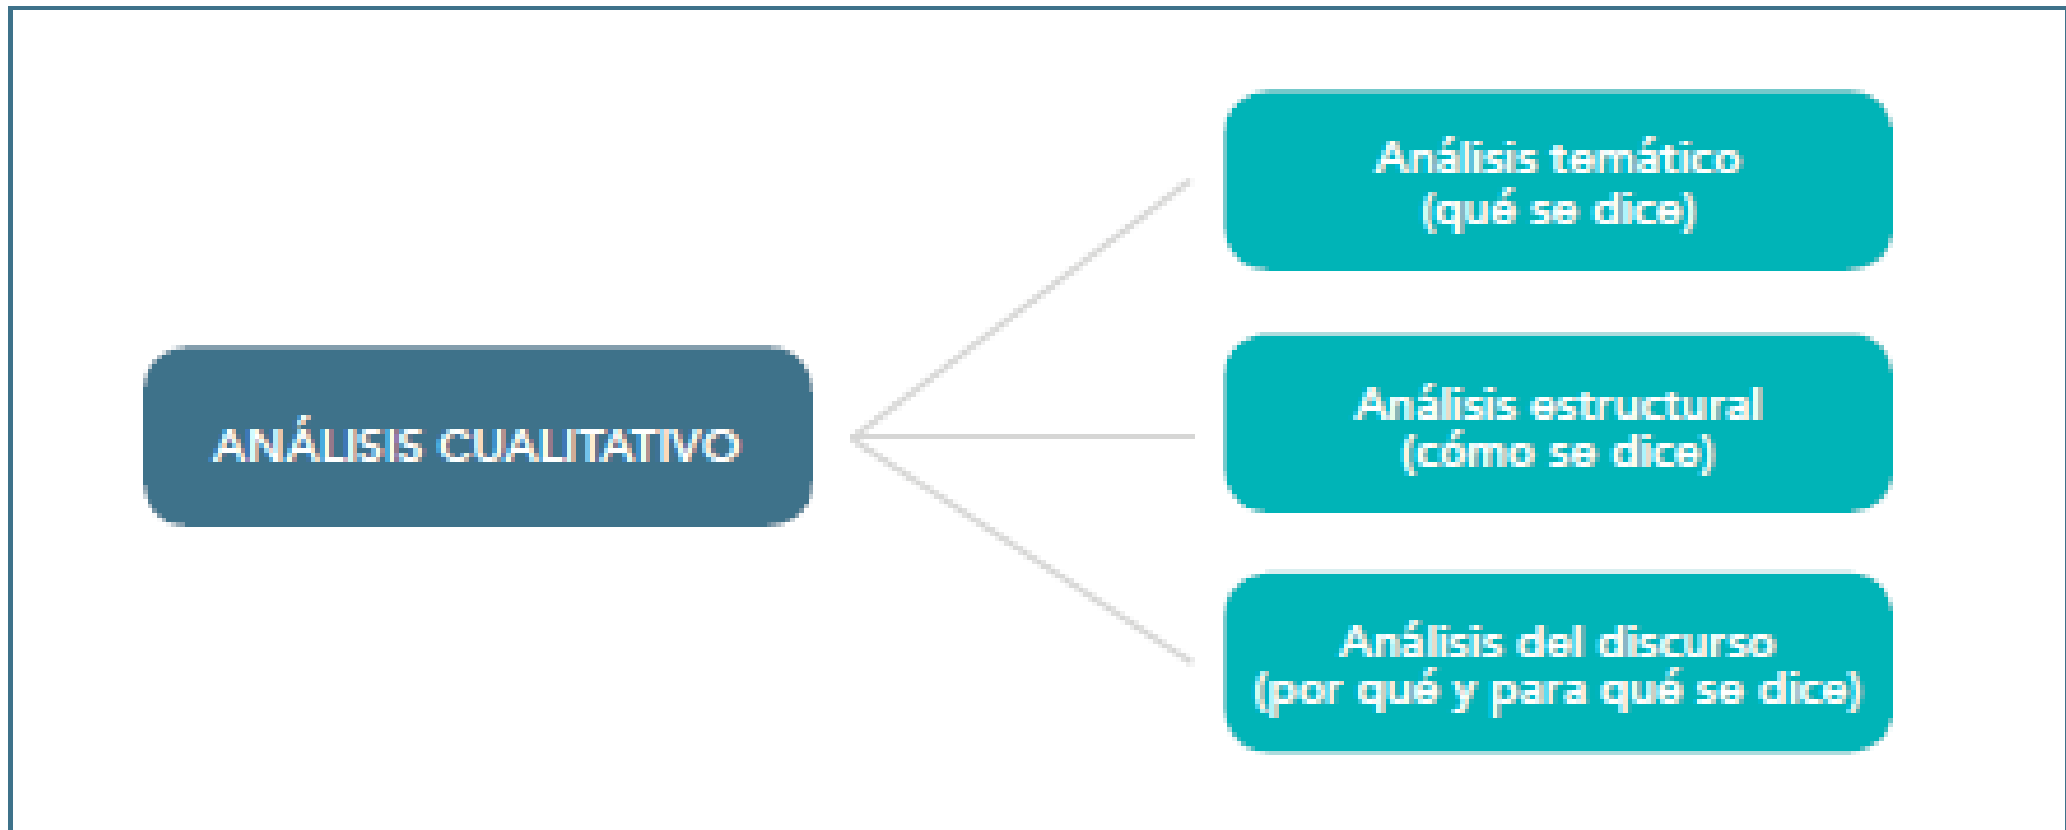 ANÁLISIS CUALITATIVO
Análisis temático
(qué se dice)
Análisis estructural
(cómo se dice)
Análisis del discurso
(por qué y para qué se dice)